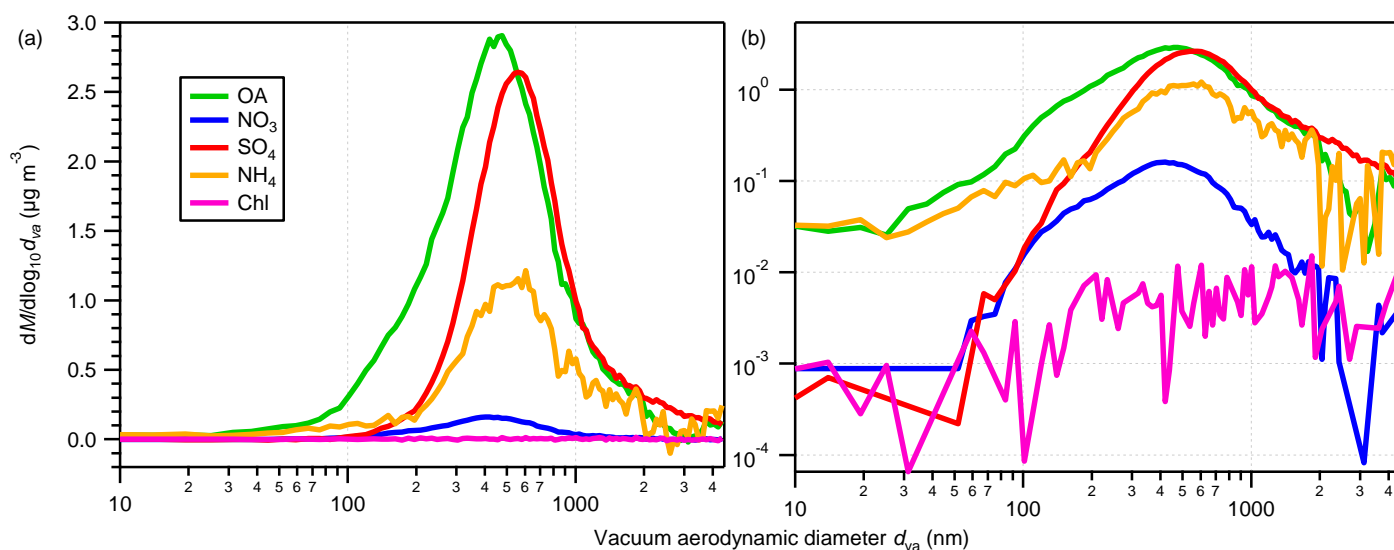 (a)
3.0
2.5
2.0
1.5
1.0
0.5
0.0
dM/dlog₁₀ dᵥₐ (µg m⁻³)
OA
NO₃
SO₄
NH₄
Chl
10 2 3 4 5 6 7 100 2 3 4 5 6 7 1000 2 3 4
(b)
10⁰
10⁻¹
10⁻²
10⁻³
10⁻⁴
10 2 3 4 5 6 7 100 2 3 4 5 6 7 1000 2 3 4
Vacuum aerodynamic diameter dᵥₐ (nm)